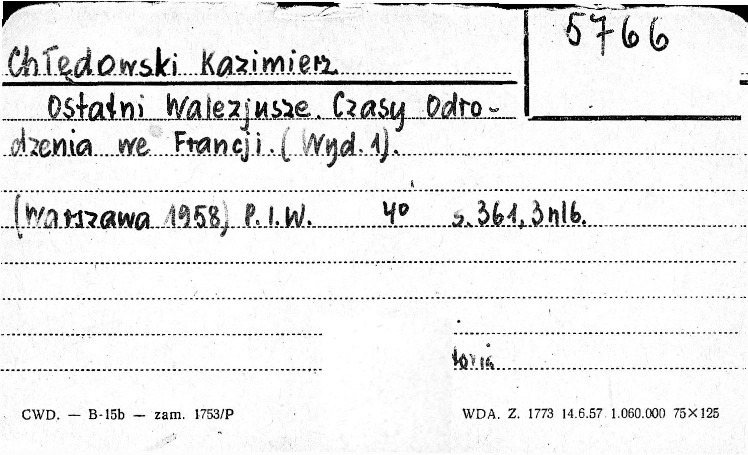 5766
Chłędowski Kazimierz
Ostatni Walezjusze. Czasy Odro-
dzenia we Francji. (Wyd. 1).
(Warszawa 1958) P.I.W. 4º s. 361, 3 nlb.
CWD. — B-15b — zam. 1753/P
WDA. Z. 1773 14.6.57 1.060.000 75×125